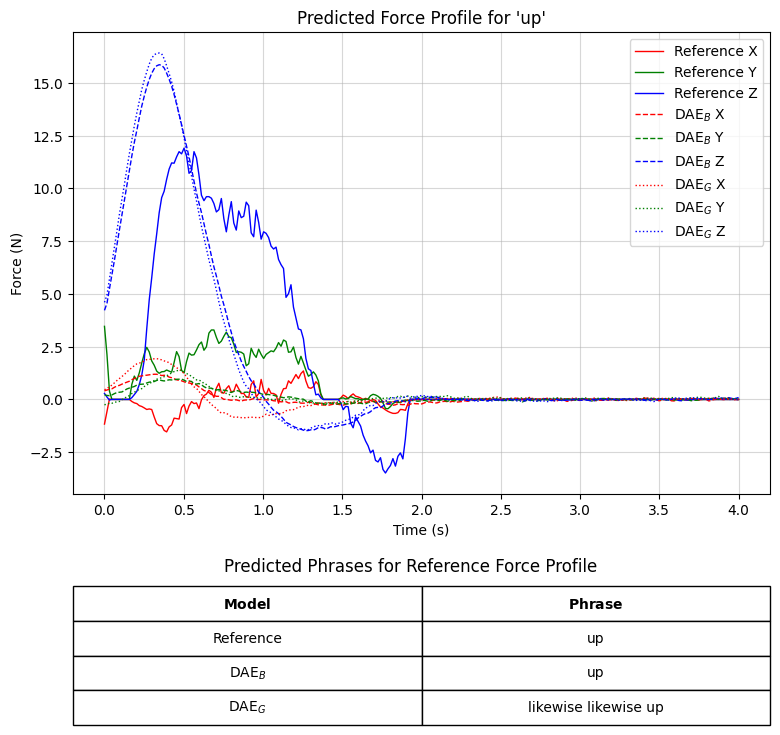 Predicted Force Profile for 'up'
Reference X
Reference Y
Reference Z
DAE_B X
DAE_B Y
DAE_B Z
DAE_G X
DAE_G Y
DAE_G Z
Force (N)
15.0
12.5
10.0
7.5
5.0
2.5
0.0
−2.5
0.0 0.5 1.0 1.5 2.0 2.5 3.0 3.5 4.0
Time (s)
Predicted Phrases for Reference Force Profile
Model Phrase
Reference up
DAE_B up
DAE_G likewise likewise up